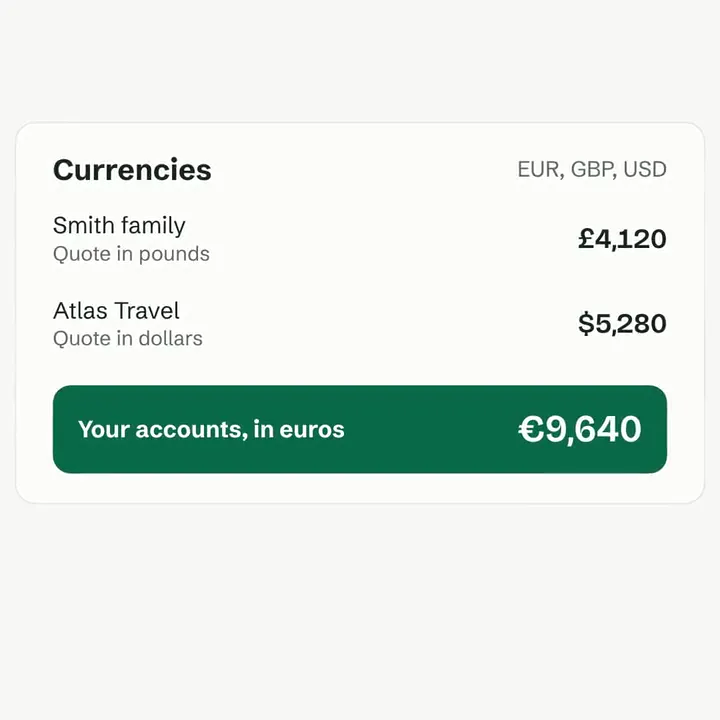 Currencies
EUR, GBP, USD
Smith family
Quote in pounds
£4,120
Atlas Travel
Quote in dollars
$5,280
Your accounts, in euros
€9,640